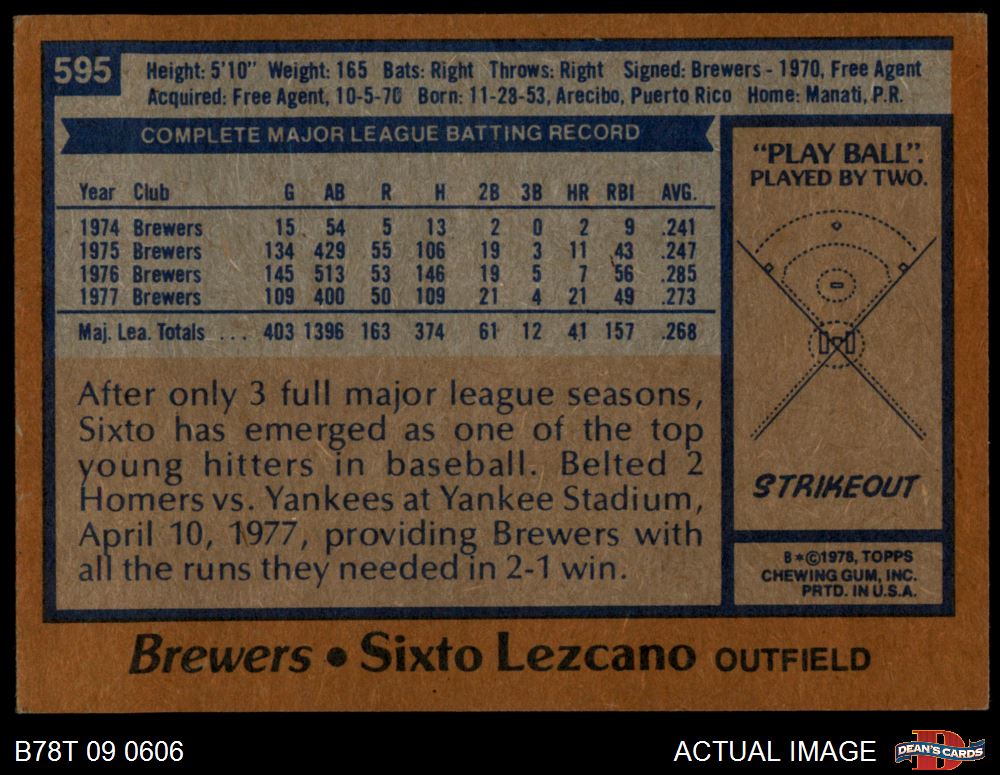 595
Height: 5'10" Weight: 165 Bats: Right Throws: Right Signed: Brewers - 1970, Free Agent
Acquired: Free Agent, 10-5-70 Born: 11-28-53, Arecibo, Puerto Rico Home: Manati, P.R.
COMPLETE MAJOR LEAGUE BATTING RECORD
Year Club G AB R H 2B 3B HR RBI AVG.
1974 Brewers 15 54 5 13 2 0 2 9 .241
1975 Brewers 134 429 55 106 19 3 11 43 .247
1976 Brewers 145 513 53 146 19 5 7 56 .285
1977 Brewers 109 400 50 109 21 4 21 49 .273
Maj. Lea. Totals ... 403 1396 163 374 61 12 41 157 .268
After only 3 full major league seasons,
Sixto has emerged as one of the top
young hitters in baseball. Belted 2
Homers vs. Yankees at Yankee Stadium,
April 10, 1977, providing Brewers with
all the runs they needed in 2-1 win.
"PLAY BALL".
PLAYED BY TWO.
STRIKEOUT
B*©1978, TOPPS
CHEWING GUM, INC.
PRTD. IN U.S.A.
Brewers • Sixto Lezcano OUTFIELD
B78T 09 0606
ACTUAL IMAGE
D
DEAN'S CARDS